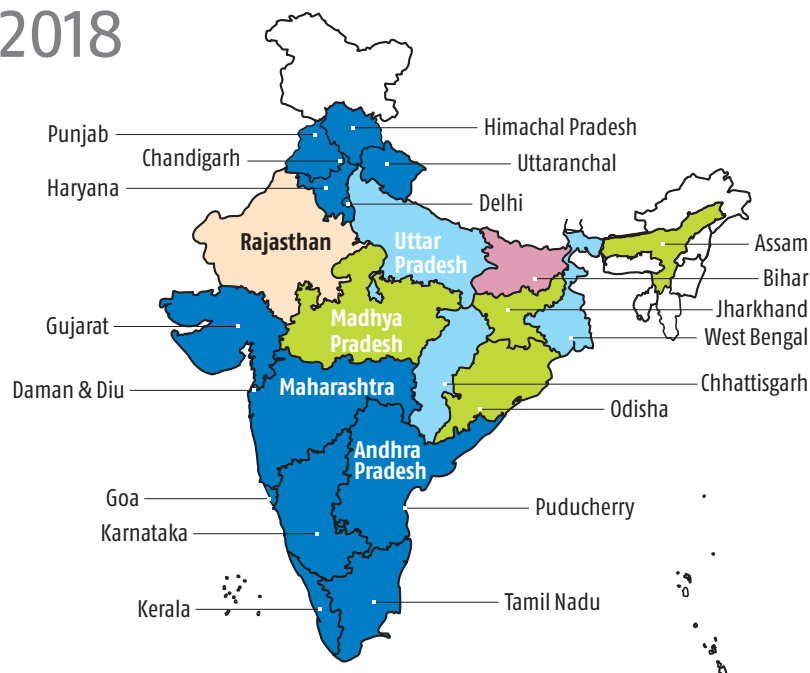 2018
Punjab
Himachal Pradesh
Chandigarh
Uttaranchal
Haryana
Delhi
Rajasthan
Uttar
Pradesh
Assam
Bihar
Gujarat
Madhya
Pradesh
Jharkhand
West Bengal
Daman & Diu
Maharashtra
Chhattisgarh
Odisha
Andhra
Pradesh
Goa
Puducherry
Karnataka
Kerala
Tamil Nadu